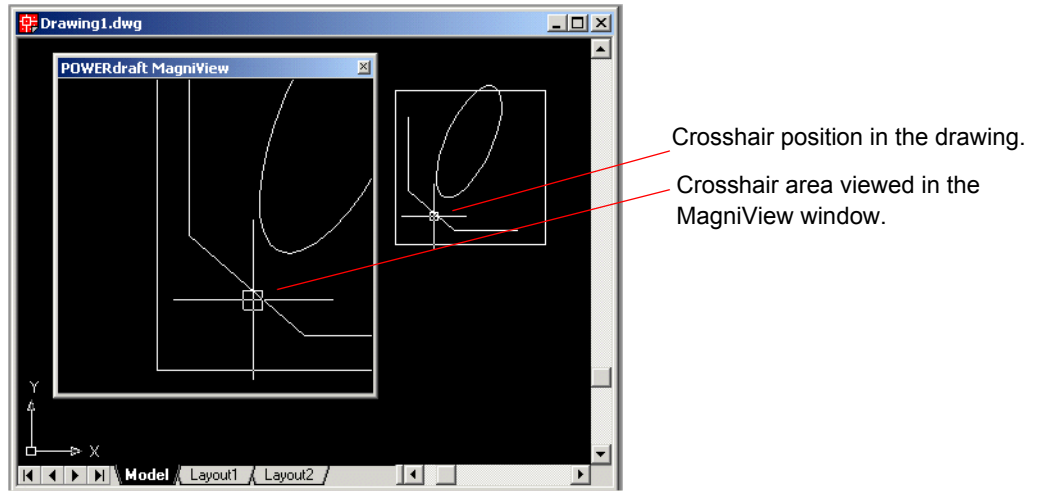 Drawing1.dwg
POWERdraft MagniView
Crosshair position in the drawing.
Crosshair area viewed in the
MagniView window.
Y
X
Model Layout1 Layout2